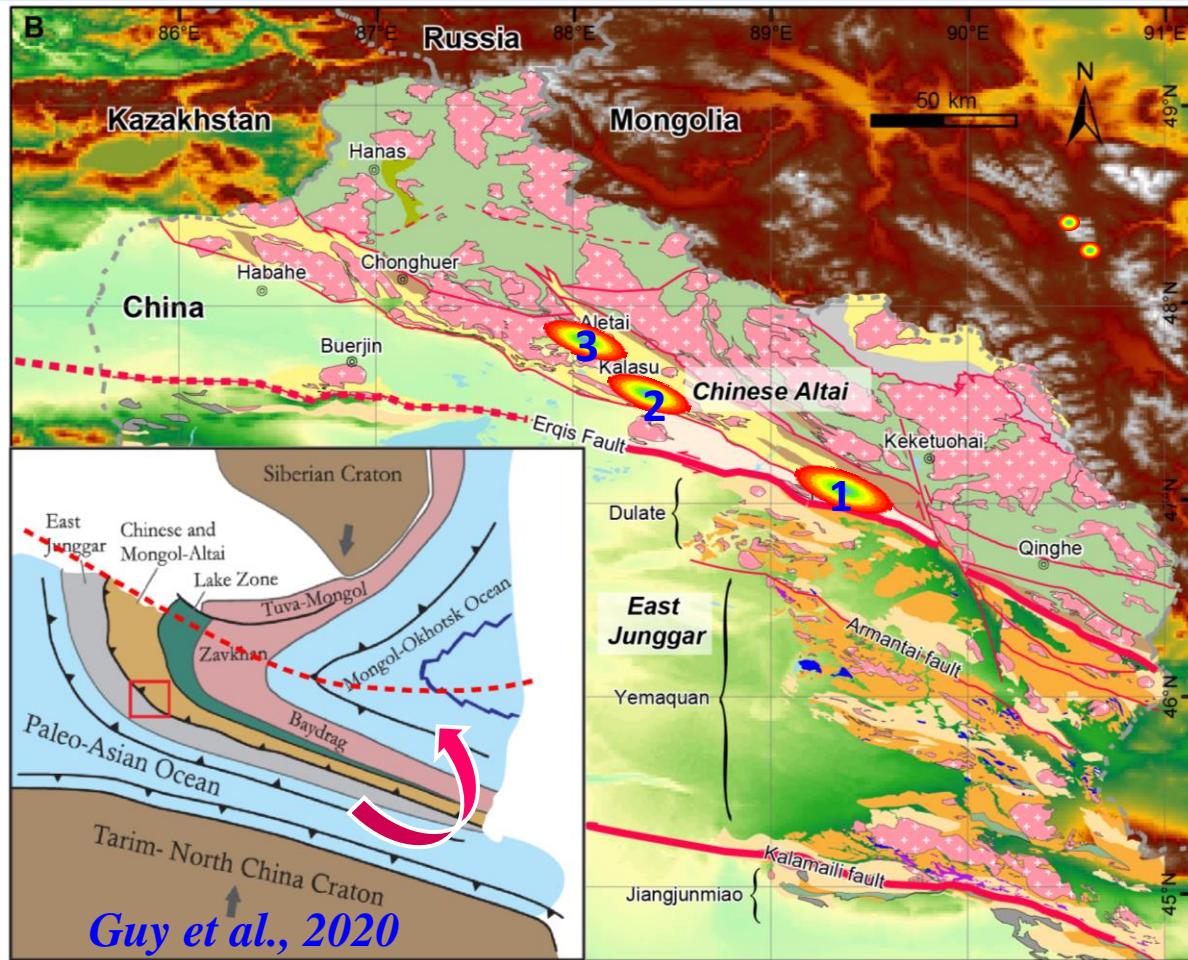 B
86°E
87°E
88°E
89°E
90°E
91°E
Russia
Kazakhstan
Mongolia
N
50 km
49°N
Hanas
Habahe
Chonghuer
China
48°N
Aletai
3
Buerjin
Kalasu
2
Chinese Altai
Erqis Fault
Keketuohai
1
47°N
Dulate
Qinghe
East
Junggar
Armantai fault
Yemaquan
46°N
Kalamaili fault
Jiangjunmiao
45°N
Siberian Craton
East
Junggar
Chinese and
Mongol-Altai
Lake Zone
Tuva-Mongol
Zavkhan
Mongol-Okhotsk Ocean
Baydrag
Paleo-Asian Ocean
Tarim- North China Craton
Guy et al., 2020